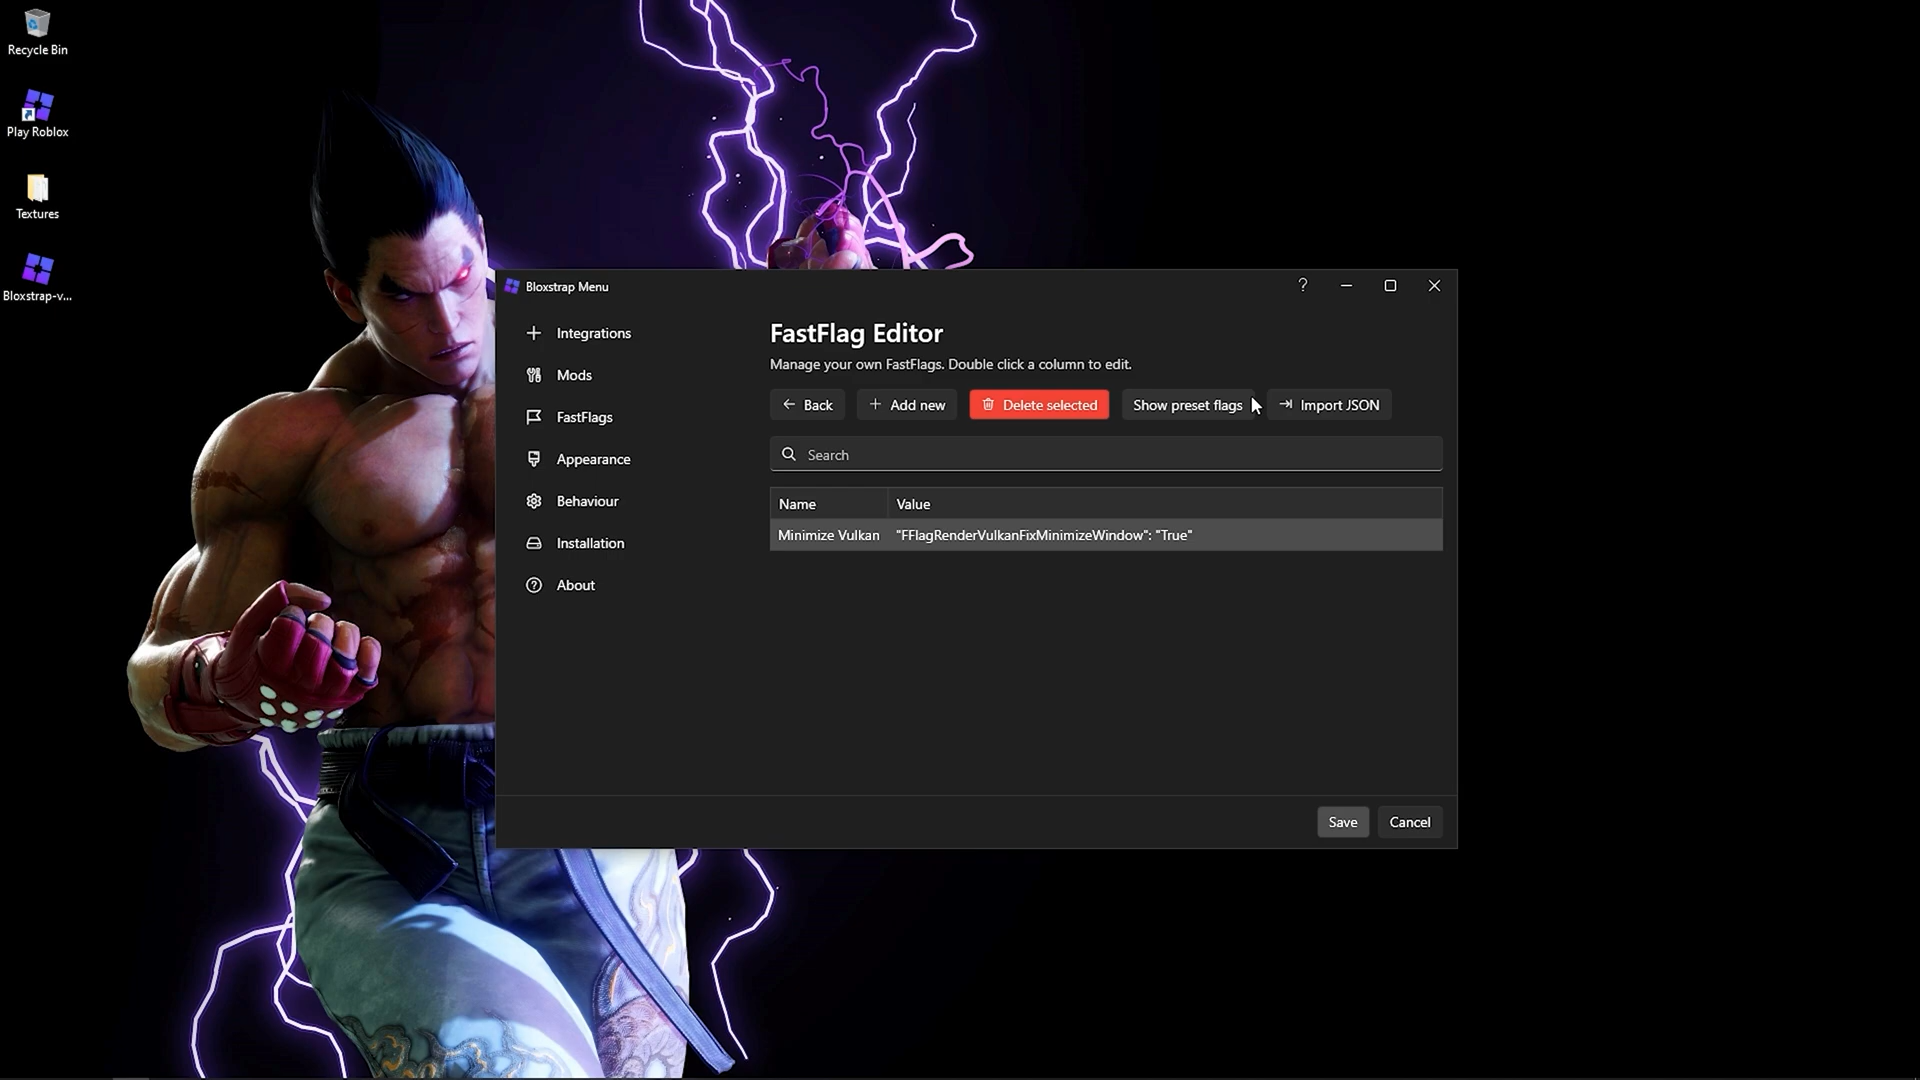 Recycle Bin
Play Roblox
Textures
Bloxstrap-v...
Bloxstrap Menu
?
Integrations
Mods
FastFlags
Appearance
Behaviour
Installation
About
FastFlag Editor
Manage your own FastFlags. Double click a column to edit.
Back
Add new
Delete selected
Show preset flags
Import JSON
Search
Name Value
Minimize Vulkan "FFlagRenderVulkanFixMinimizeWindow": "True"
Save
Cancel